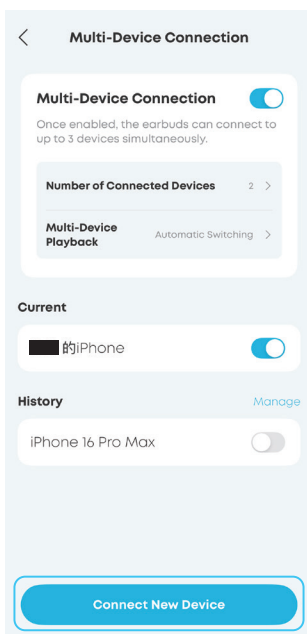 Multi-Device Connection
Multi-Device Connection
Once enabled, the earbuds can connect to
up to 3 devices simultaneously.
Number of Connected Devices 2
Multi-Device
Playback
Automatic Switching
Current
的iPhone
History Manage
iPhone 16 Pro Max
Connect New Device